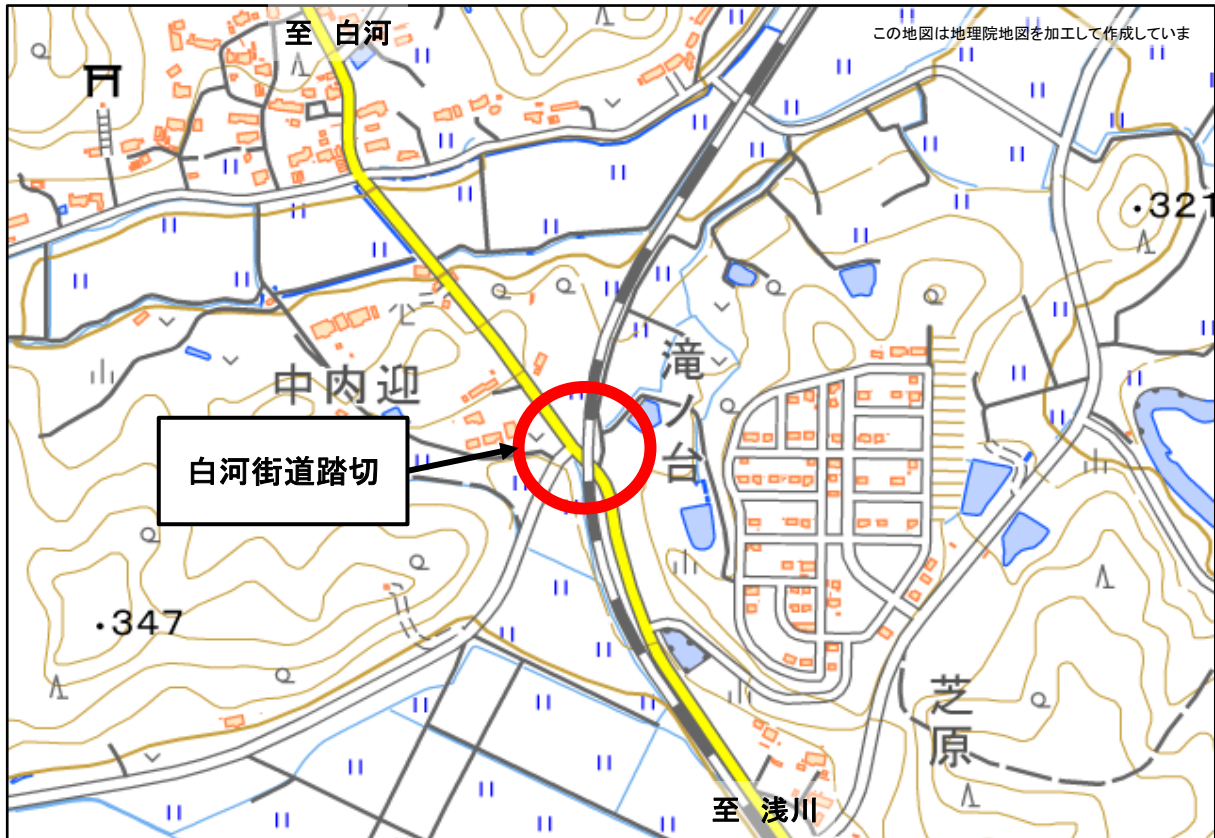 至 白河
この地図は地理院地図を加工して作成していま
・321
中内迎
滝ノ台
白河街道踏切
・347
芝原
至 浅川